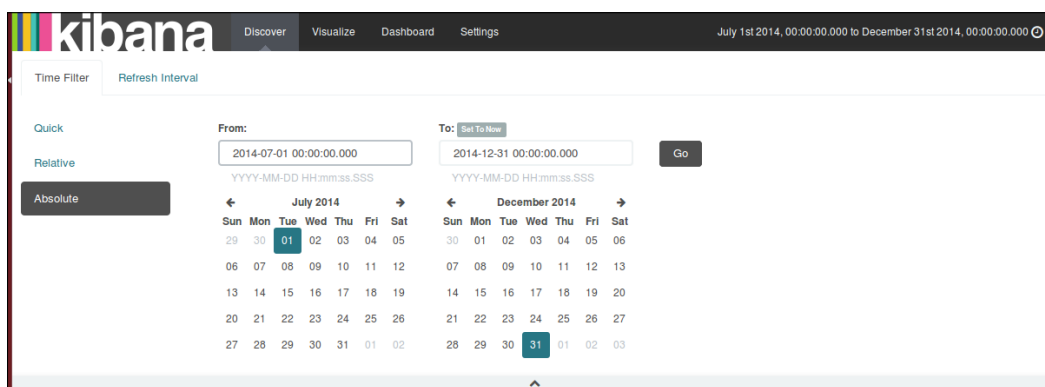 kibana Discover Visualize Dashboard Settings July 1st 2014, 00:00:00.000 to December 31st 2014, 00:00:00.000
Time Filter Refresh Interval
Quick
Relative
Absolute
From:
2014-07-01 00:00:00.000
YYYY-MM-DD HH:mm:ss.SSS
July 2014
Sun Mon Tue Wed Thu Fri Sat
29 30 01 02 03 04 05
06 07 08 09 10 11 12
13 14 15 16 17 18 19
20 21 22 23 24 25 26
27 28 29 30 31 01 02
To: Set To Now
2014-12-31 00:00:00.000
YYYY-MM-DD HH:mm:ss.SSS
December 2014
Sun Mon Tue Wed Thu Fri Sat
30 01 02 03 04 05 06
07 08 09 10 11 12 13
14 15 16 17 18 19 20
21 22 23 24 25 26 27
28 29 30 31 01 02 03
Go